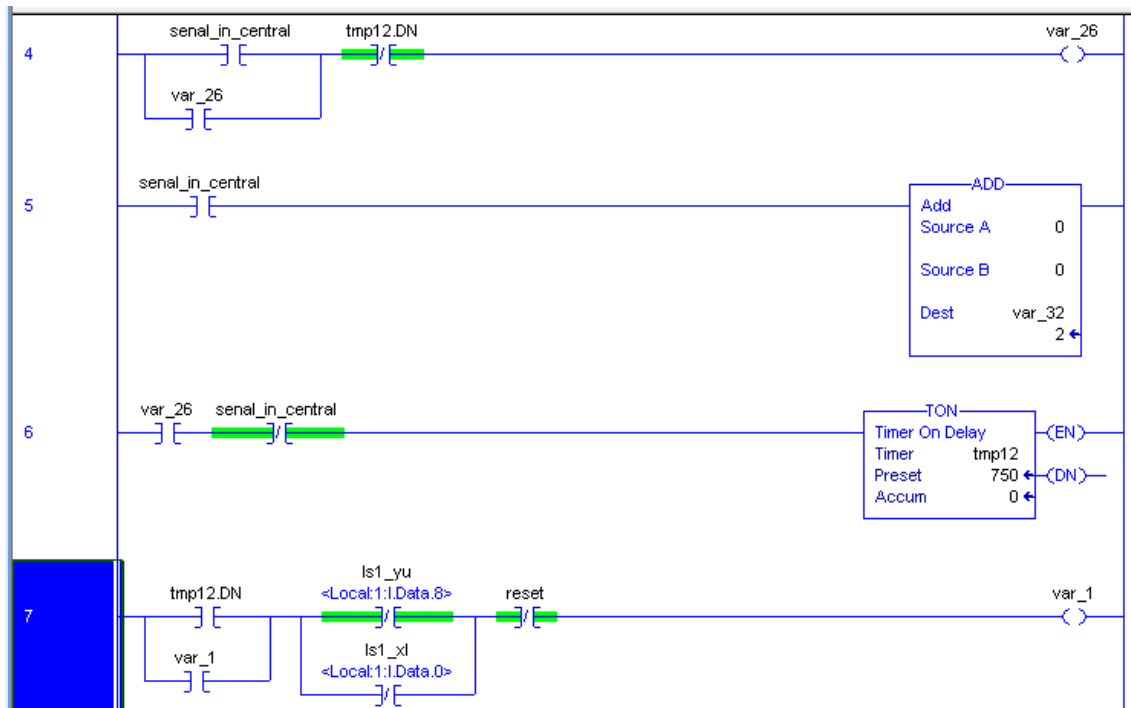 senal_in_central tmp12.DN var_26
4
var_26
senal_in_central
5
ADD
Add
Source A 0
Source B 0
Dest var_32
2
var_26 senal_in_central
6
TON
Timer On Delay (EN)
Timer tmp12
Preset 750 (DN)
Accum 0
ls1_yu
tmp12.DN <Local:1:I.Data.8> reset var_1
7
var_1 ls1_xl
<Local:1:I.Data.0>